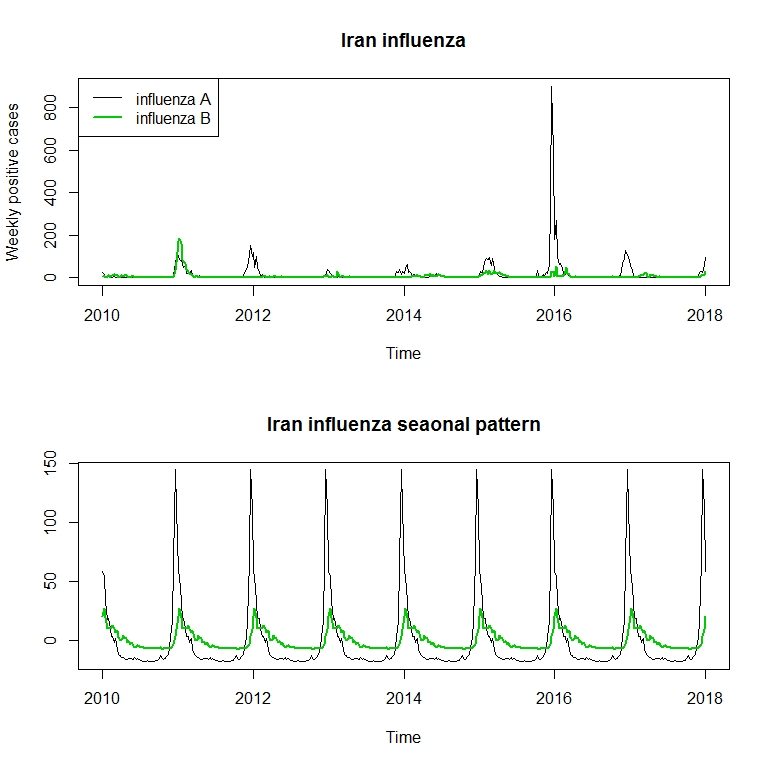 Iran influenza
Weekly positive cases
800
600
400
200
0
influenza A
influenza B
2010 2012 2014 2016 2018
Time
Iran influenza seaonal pattern
150
100
50
0
2010 2012 2014 2016 2018
Time